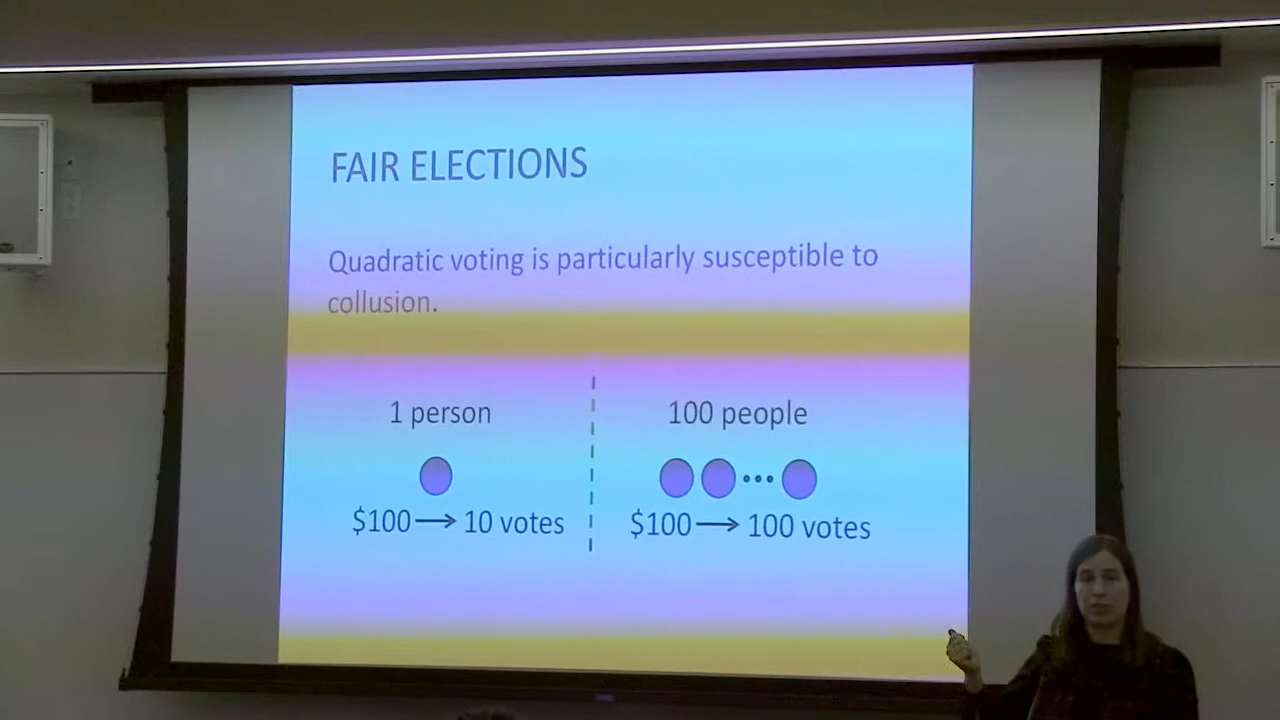 FAIR ELECTIONS
Quadratic voting is particularly susceptible to
collusion.
1 person
100 people
$100 → 10 votes
$100 → 100 votes